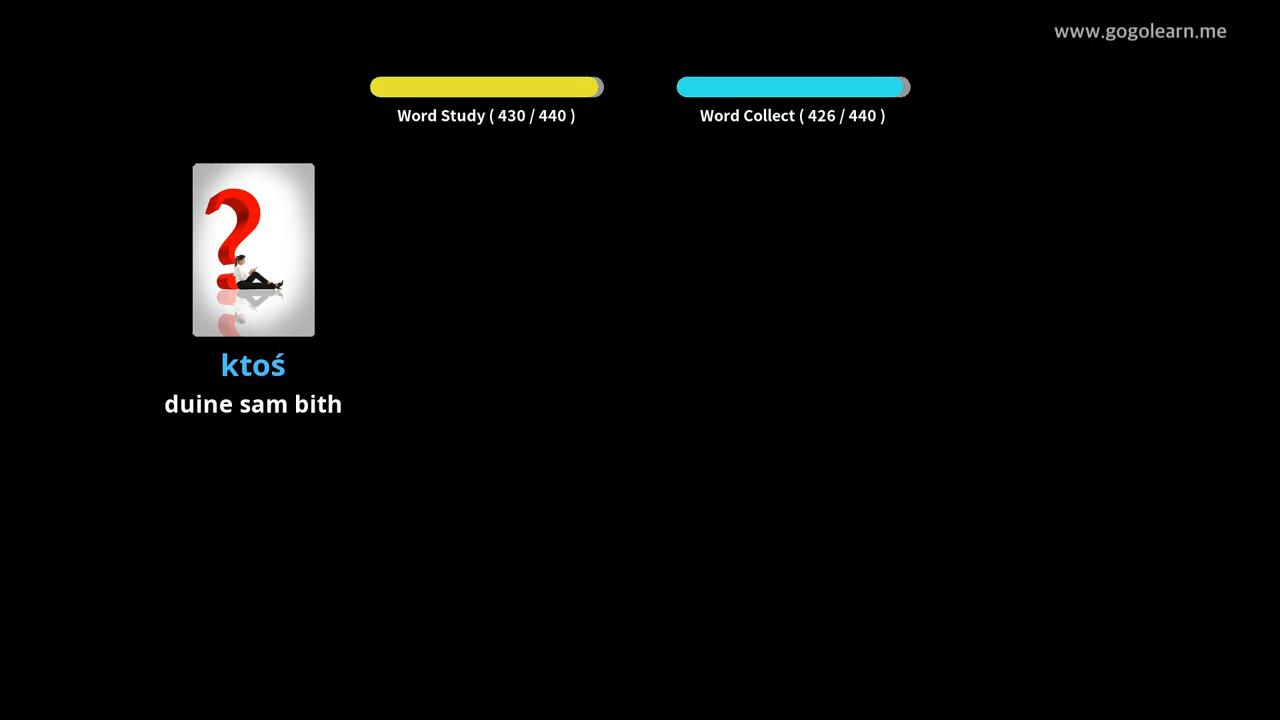 www.gogolearn.me
Word Study ( 430 / 440 )
Word Collect ( 426 / 440 )
ktoś
duine sam bith